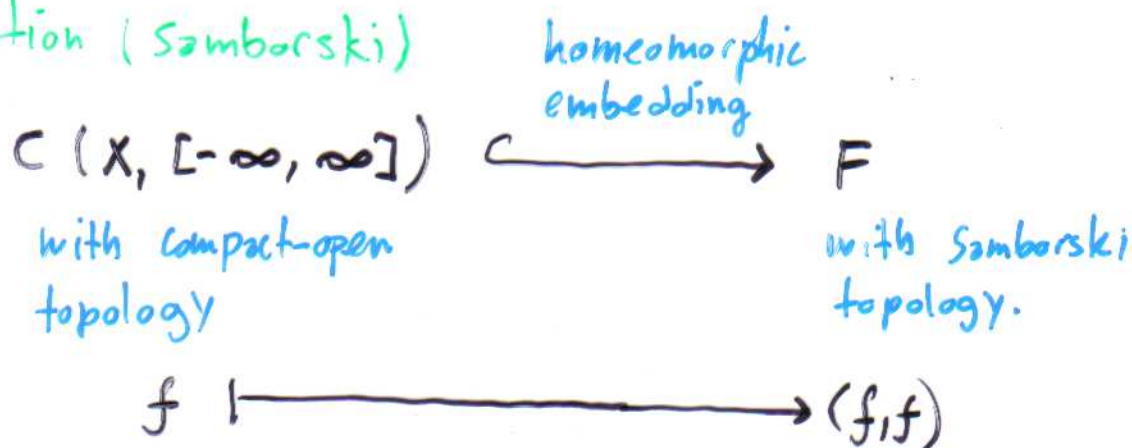 tion (Samborski)
homeomorphic
embedding
C (X, [-∞, ∞]) ⟶ F
with compact-open
topology
with Samborski
topology.
f ⟼ (f,f)